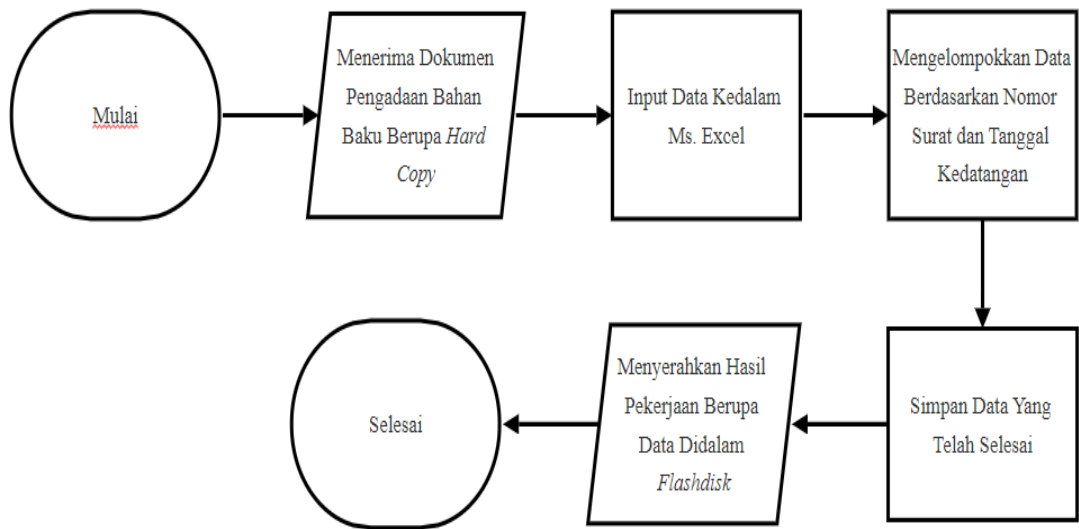 Mulai
Menerima Dokumen
Pengadaan Bahan
Baku Berupa Hard
Copy
Input Data Kedalam
Ms. Excel
Mengelompokkan Data
Berdasarkan Nomor
Surat dan Tanggal
Kedatangan
Simpan Data Yang
Telah Selesai
Menyerahkan Hasil
Pekerjaan Berupa
Data Didalam
Flashdisk
Selesai